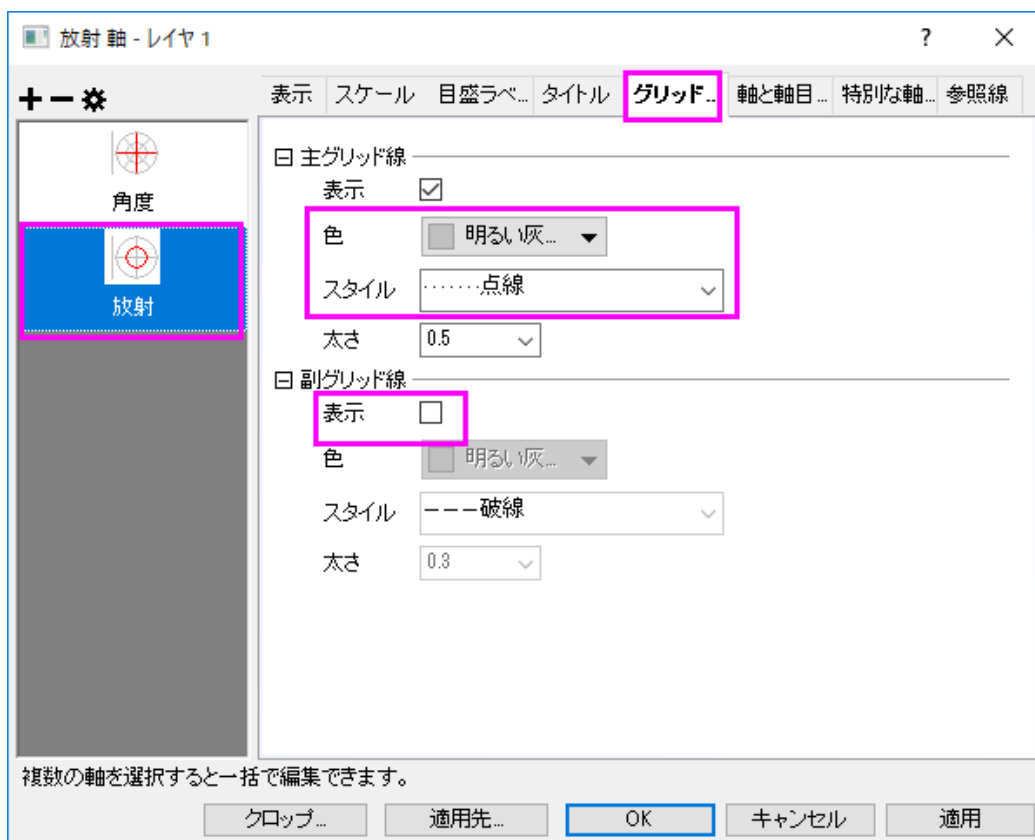 放射 軸 - レイヤ 1
表示 スケール 目盛ラベ... タイトル グリッド... 軸と軸目... 特別な軸... 参照線
角度
放射
主グリッド線
表示
色 明るい灰...
スタイル 点線
太さ 0.5
副グリッド線
表示
色 明るい灰...
スタイル 破線
太さ 0.3
複数の軸を選択すると一括で編集できます。
クロップ... 適用先... OK キャンセル 適用